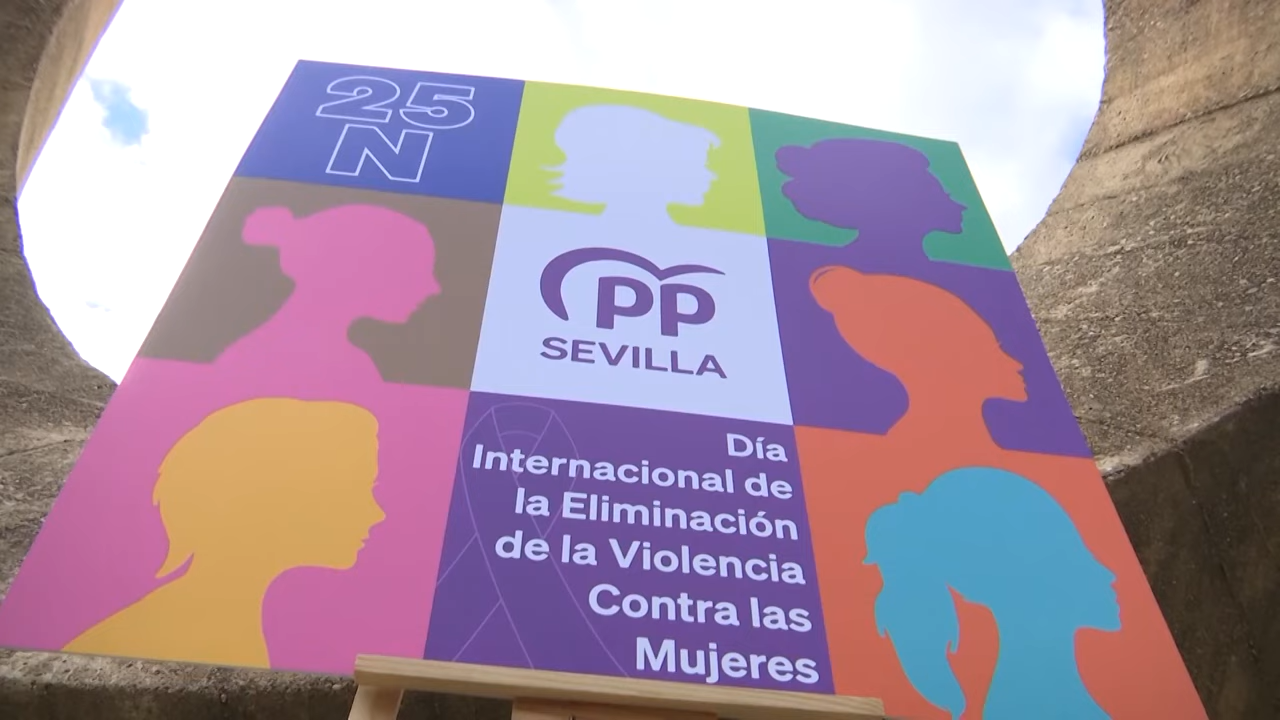 25
N
PP
SEVILLA
Día
Internacional de
la Eliminación
de la Violencia
Contra las
Mujeres